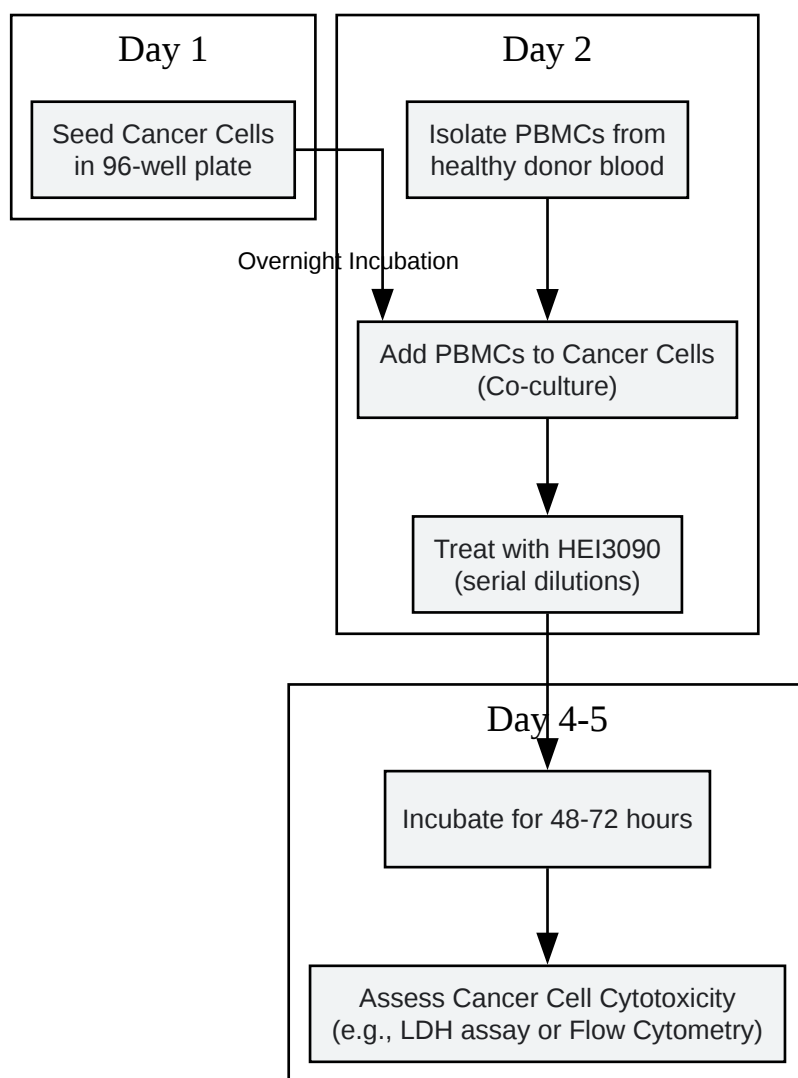 Day 1
Seed Cancer Cells
in 96-well plate
Overnight Incubation
Day 2
Isolate PBMCs from
healthy donor blood
Add PBMCs to Cancer Cells
(Co-culture)
Treat with HEI3090
(serial dilutions)
Day 4-5
Incubate for 48-72 hours
Assess Cancer Cell Cytotoxicity
(e.g., LDH assay or Flow Cytometry)